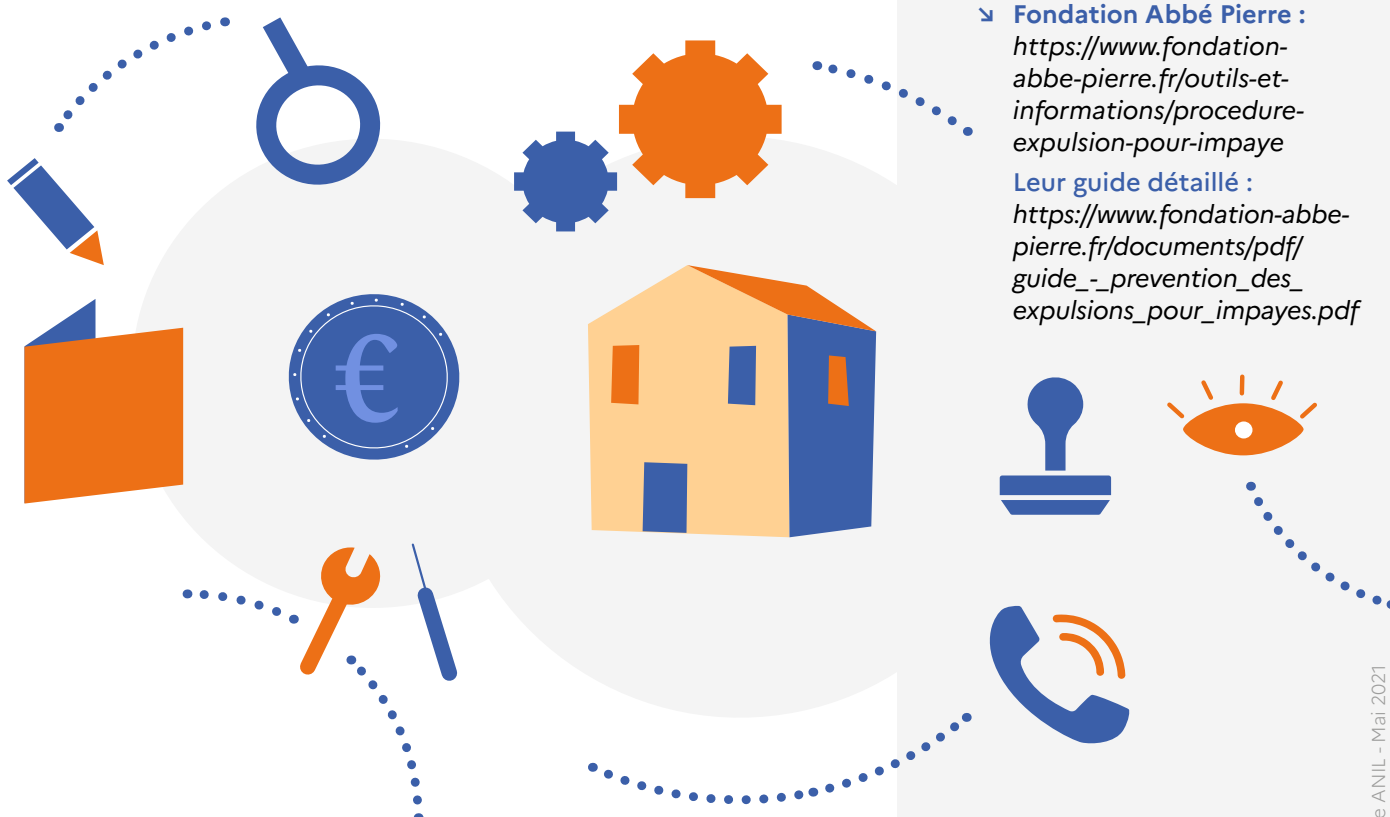 ↘ Fondation Abbé Pierre :
https://www.fondation-
abbe-pierre.fr/outils-et-
informations/procedure-
expulsion-pour-impaye
Leur guide détaillé :
https://www.fondation-abbe-
pierre.fr/documents/pdf/
guide_-_prevention_des_
expulsions_pour_impayes.pdf
€
ANIL - Mai 2021